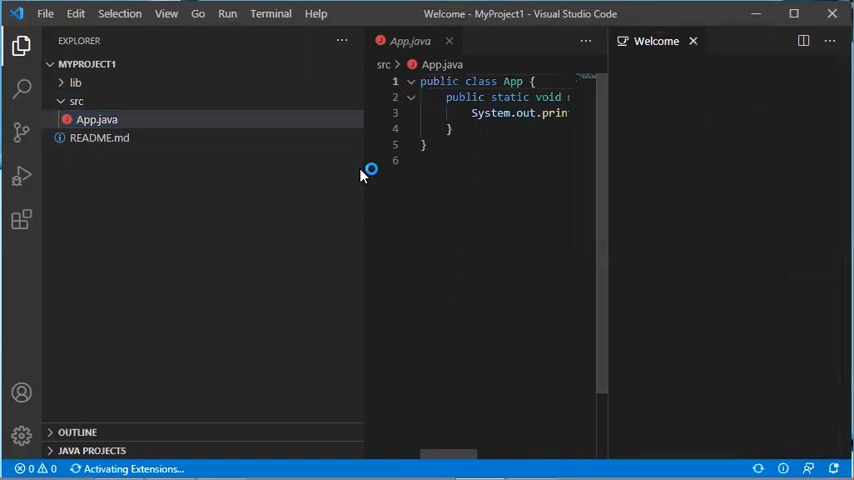 File Edit Selection View Go Run Terminal Help Welcome - MyProject1 - Visual Studio Code
EXPLORER
MYPROJECT1
lib
src
App.java
README.md
OUTLINE
JAVA PROJECTS
App.java
src > App.java
1 public class App {
2 public static void
3 System.out.prin
4 }
5 }
6
Welcome
0 0 Activating Extensions...